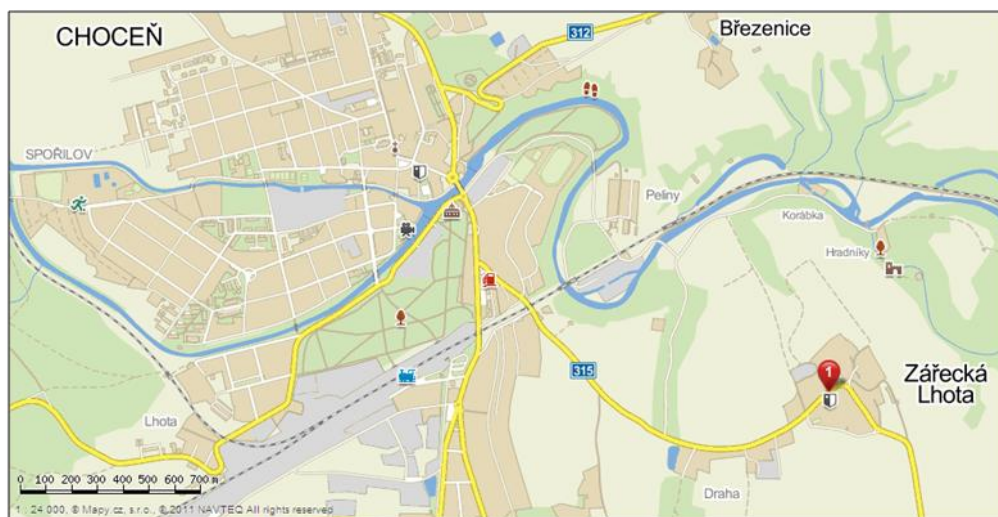 CHOCEŇ
312
Březenice
SPOŘILOV
Peliny
Korábka
Hradníky
315
1
Zářecká
Lhota
Lhota
Draha
0 100 200 300 400 500 600 700 m
1 : 24 000, © Mapy cz, s.r.o., © 2011 NAVTEQ All rights reserved